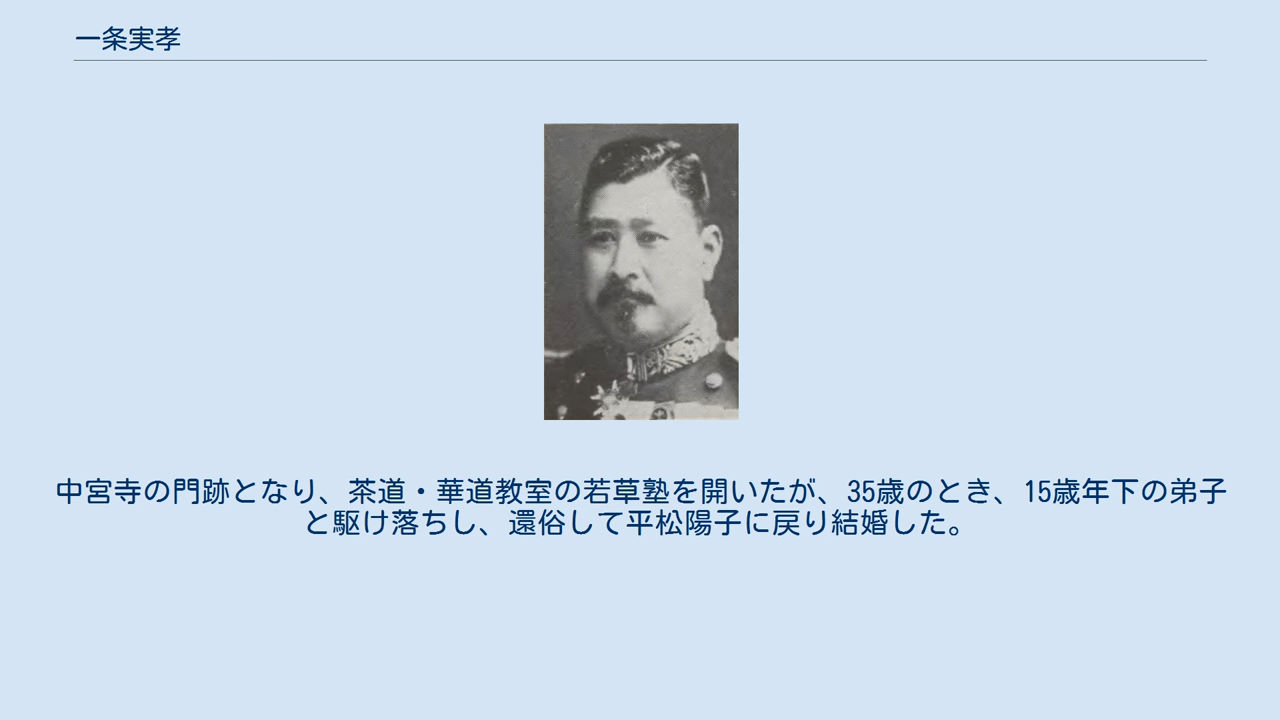 一条実孝
中宮寺の門跡となり、茶道・華道教室の若草塾を開いたが、35歳のとき、15歳年下の弟子
と駆け落ちし、還俗して平松陽子に戻り結婚した。